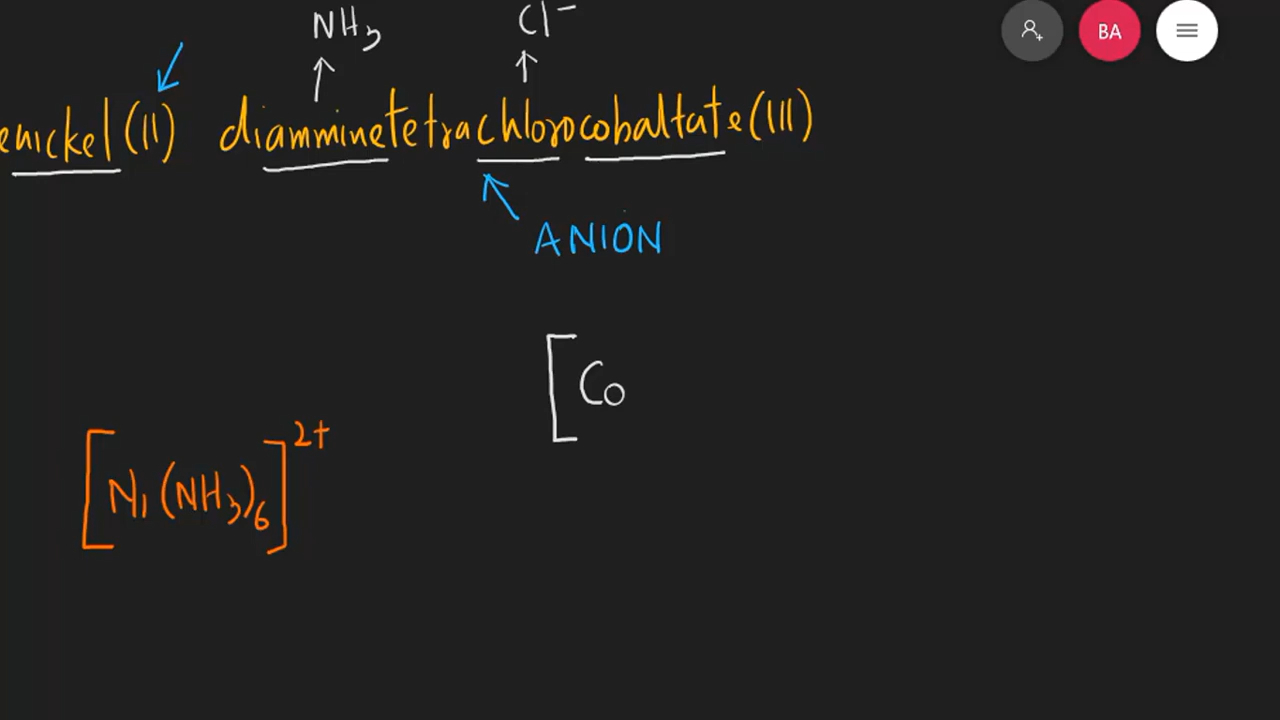 NH3 Cl⁻
BA
enickel (II) diamminetetrachlorocobaltate (III)
ANION
[Co
[Ni(NH3)6]2+